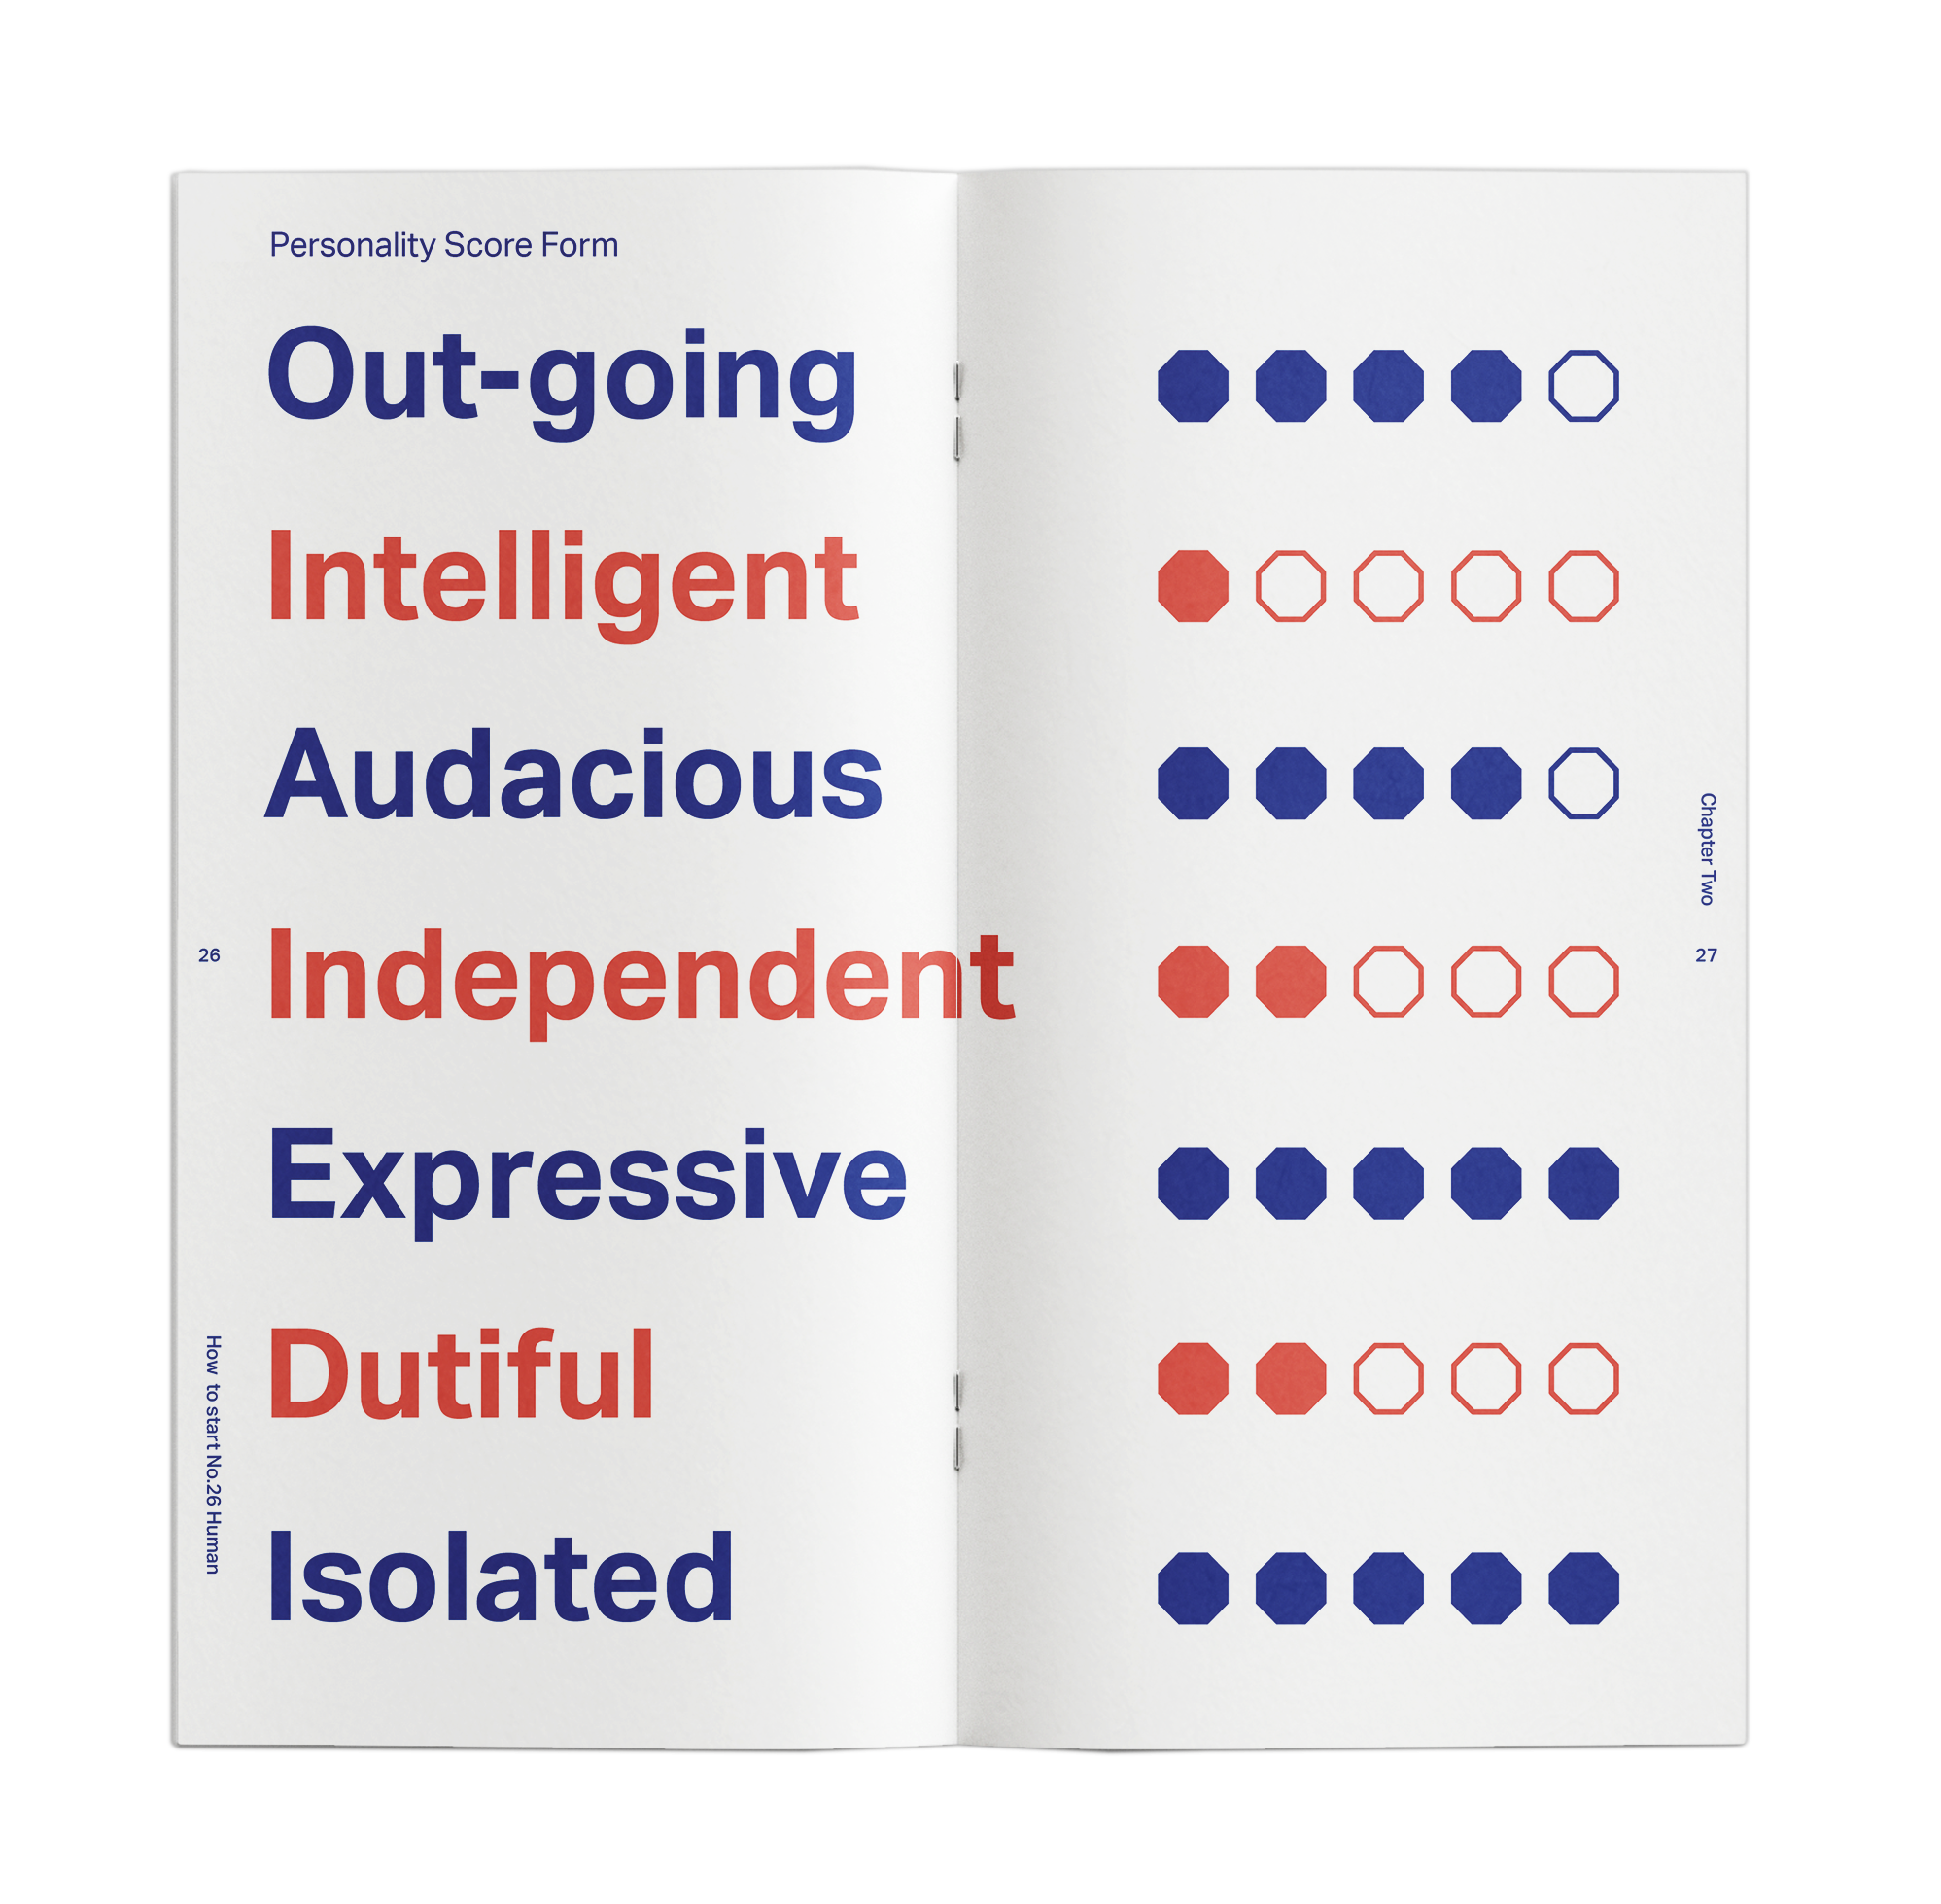 Personality Score Form
Out-going
Intelligent
Audacious
Independent
Expressive
Dutiful
Isolated
26
How to start No.26 Human
Chapter Two
27